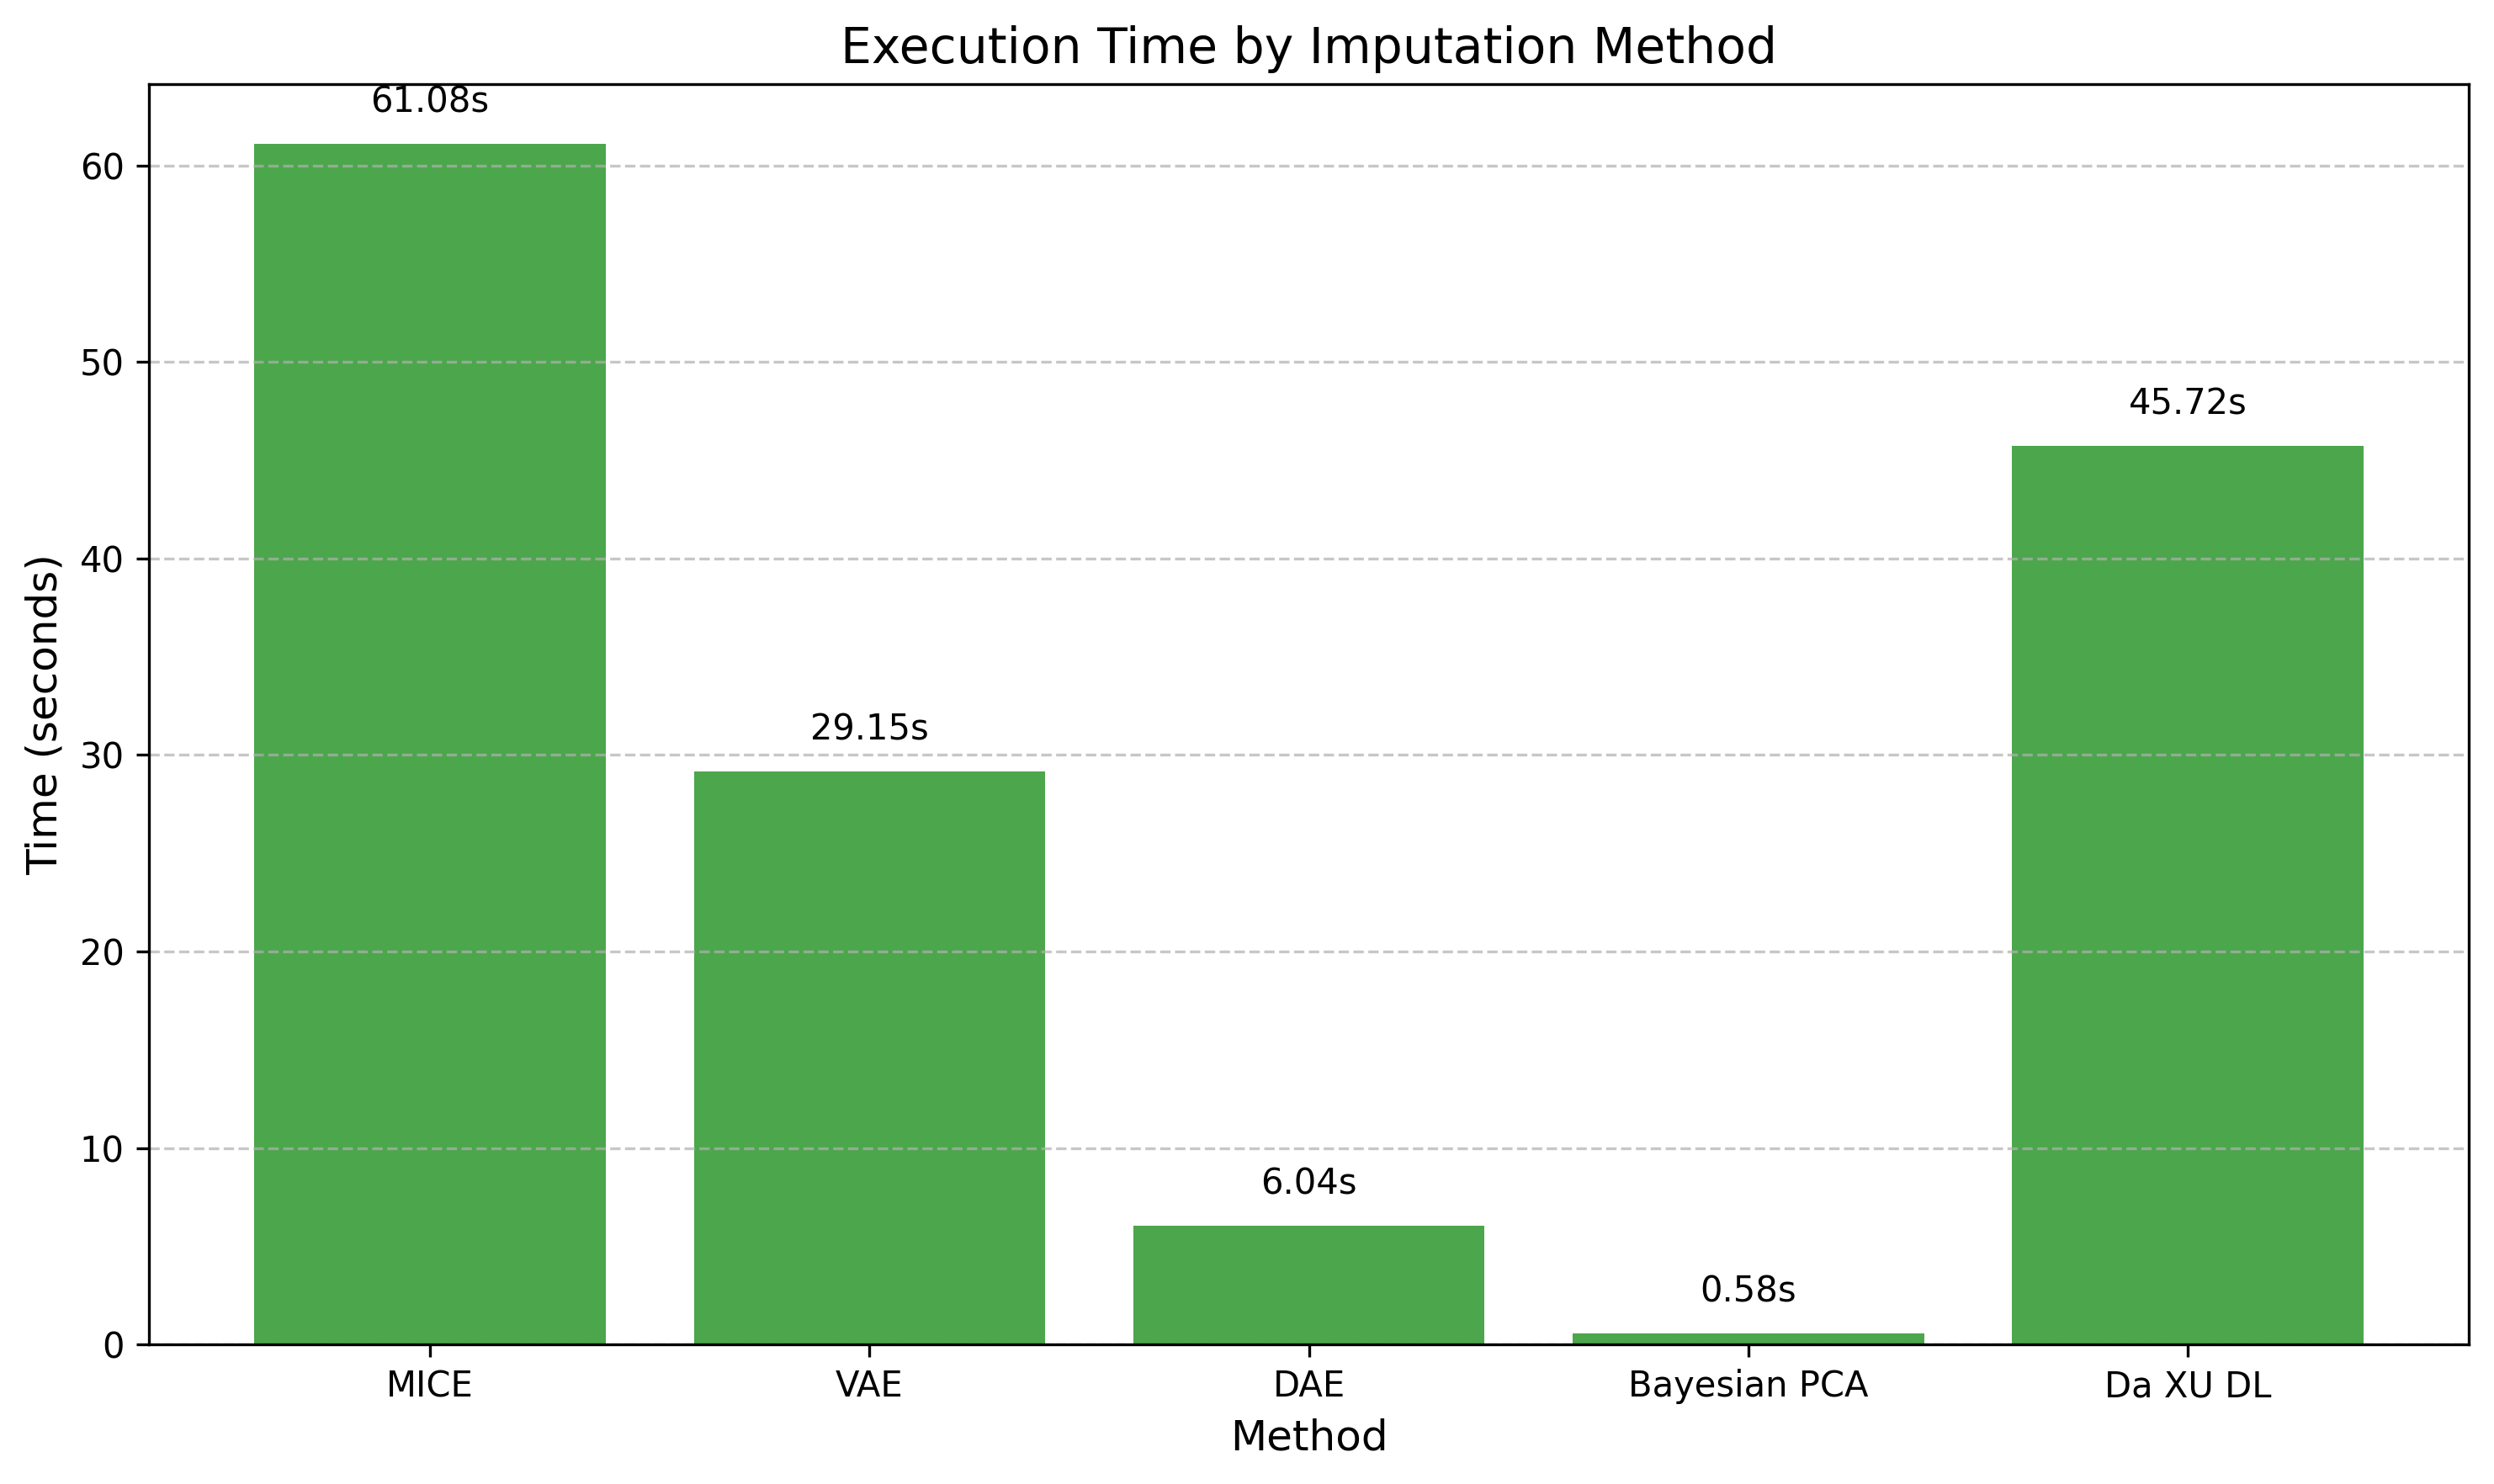 Execution Time by Imputation Method
61.08s
60
50
45.72s
40
29.15s
30
20
10
6.04s
0.58s
0
Time (seconds)
MICE VAE DAE Bayesian PCA Da XU DL
Method